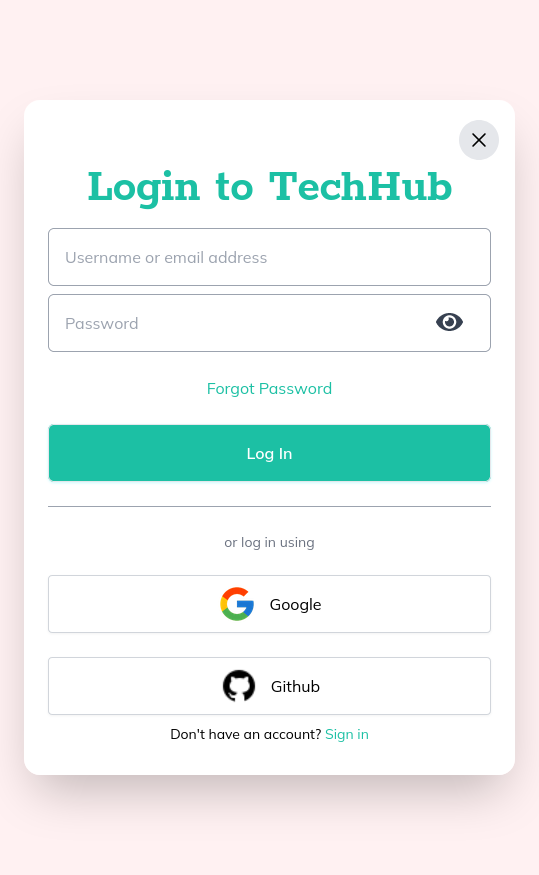 Login to TechHub
Username or email address
Password
Forgot Password
Log In
or log in using
Google
Github
Don't have an account? Sign in